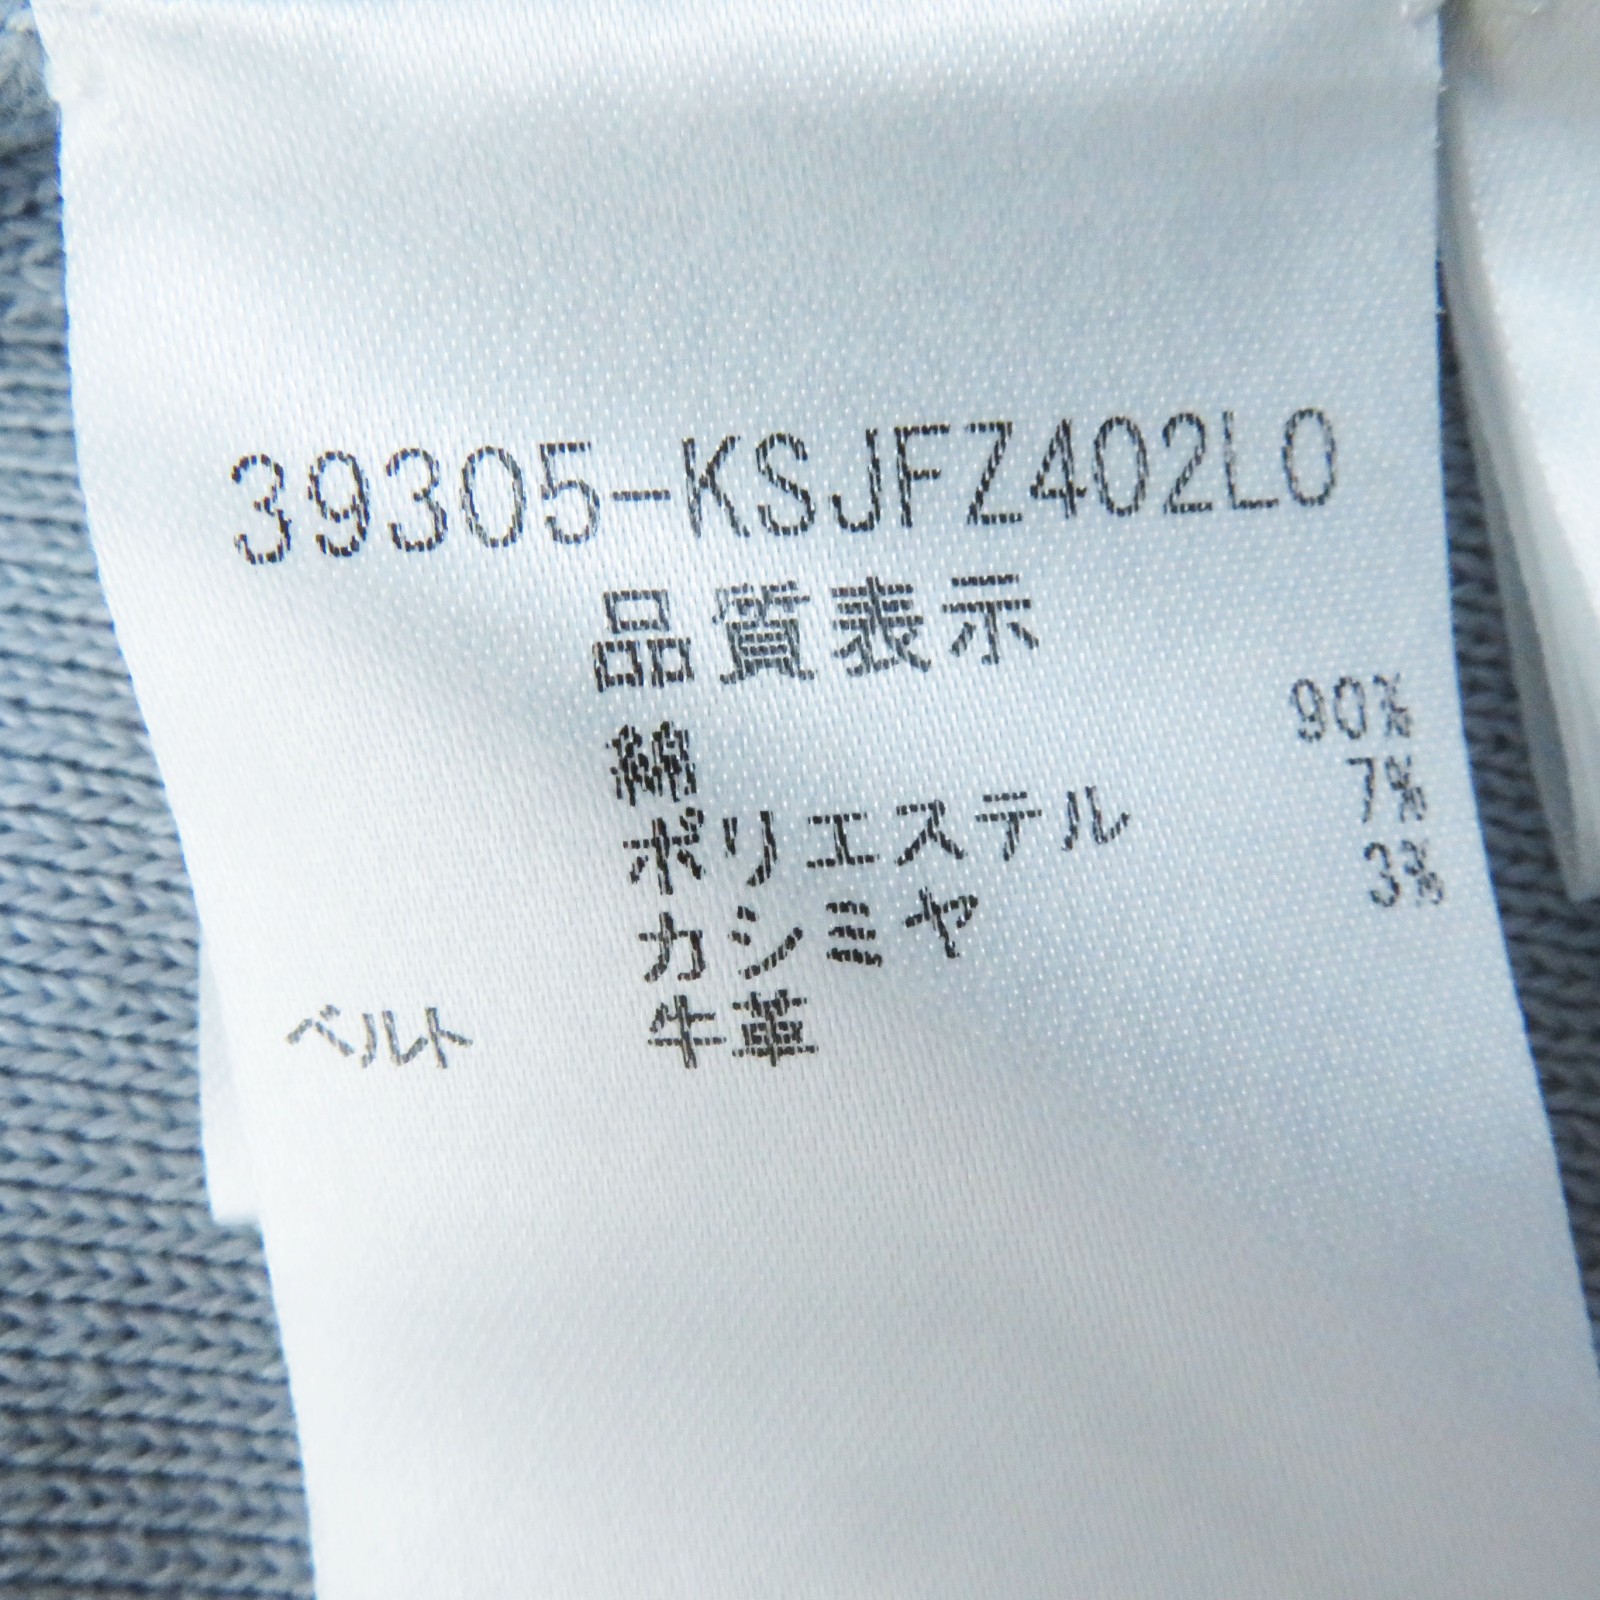 39305-KSJFZ402L0
品質表示
綿 90%
ポリエステル 7%
カシミヤ 3%
ベルト 牛革